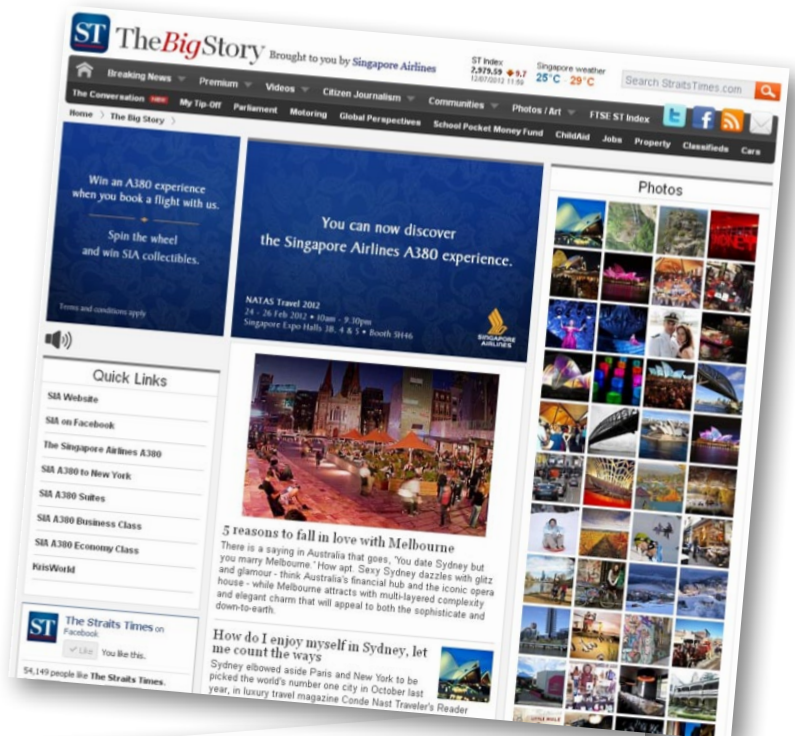 ST TheBigStory Brought to you by Singapore Airlines
ST Index
2,979.59 9.7
12/07/2012 11:59
Singapore weather
25°C - 29°C
Search StraitsTimes.com
Breaking News Premium Videos Citizen Journalism Communities Photos / Art FTSE ST Index
The Conversation NEW My Tip-Off Parliament Motoring Global Perspectives School Pocket Money Fund ChildAid Jobs Property Classifieds Cars
Home > The Big Story >
Win an A380 experience
when you book a flight with us.
Spin the wheel
and win SIA collectibles.
Terms and conditions apply
You can now discover
the Singapore Airlines A380 experience.
NATAS Travel 2012
24 - 26 Feb 2012 • 10am - 9:30pm
Singapore Expo Halls 3B, 4 & 5 • Booth SH46
SINGAPORE
AIRLINES
Quick Links
SIA Website
SIA on Facebook
The Singapore Airlines A380
SIA A380 to New York
SIA A380 Suites
SIA A380 Business Class
SIA A380 Economy Class
KrisWorld
ST
The Straits Times on
Facebook
Like You like this.
54,149 people like The Straits Times.
5 reasons to fall in love with Melbourne
There is a saying in Australia that goes, 'You date Sydney but
you marry Melbourne.' How apt. Sexy Sydney dazzles with glitz
and glamour - think Australia's financial hub and the iconic opera
house - while Melbourne attracts with multi-layered complexity
and elegant charm that will appeal to both the sophisticate and
down-to-earth.
How do I enjoy myself in Sydney, let
me count the ways
Sydney elbowed aside Paris and New York to be
picked the world's number one city in October last
year, in luxury travel magazine Conde Nast Traveler's Reader
Photos